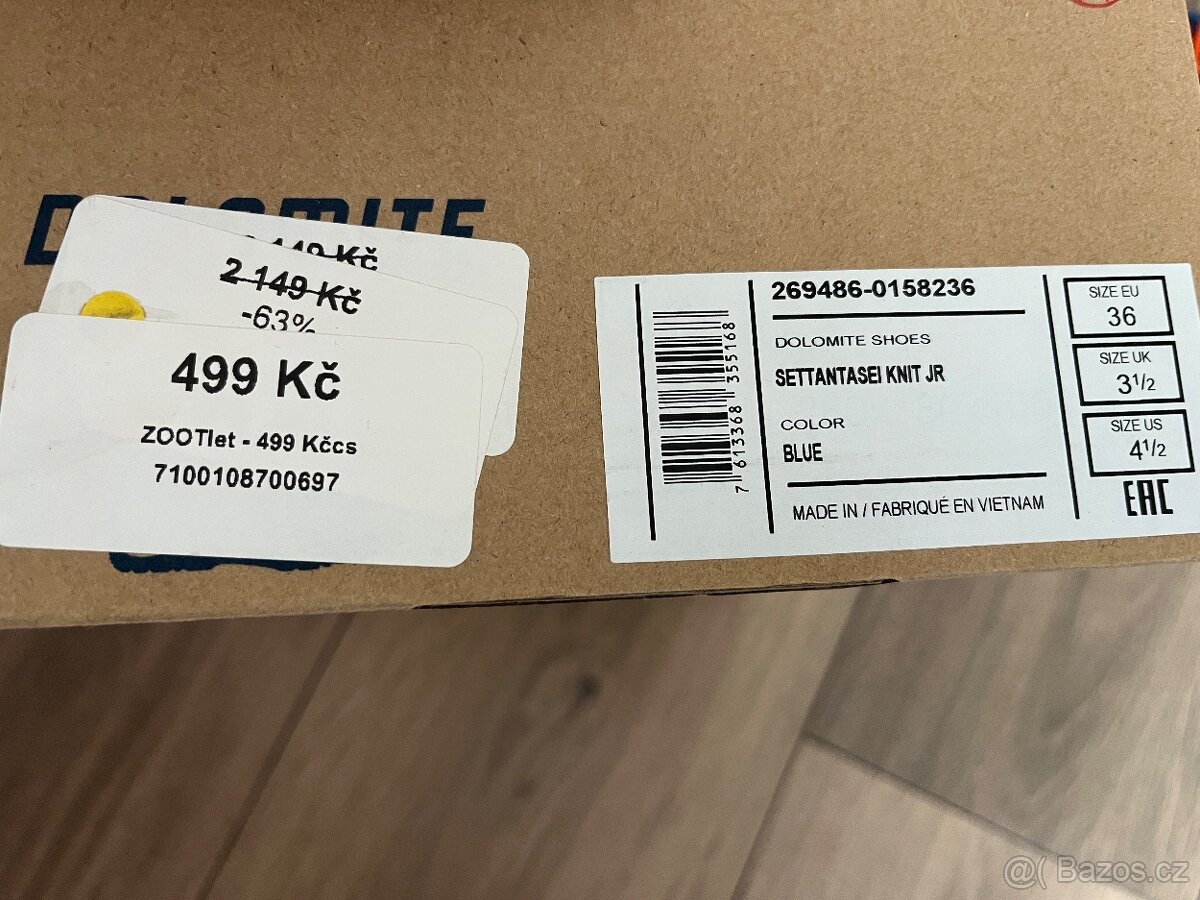 DOLOMITE
149 Kč
2 149 Kč
-63%
499 Kč
ZOOTlet - 499 Kčcs
7100108700697
7 613368 355168
269486-0158236
DOLOMITE SHOES
SETTANTASEI KNIT JR
COLOR
BLUE
MADE IN / FABRIQUÉ EN VIETNAM
SIZE EU
36
SIZE UK
3 1/2
SIZE US
4 1/2
EAC
@( Bazos.cz